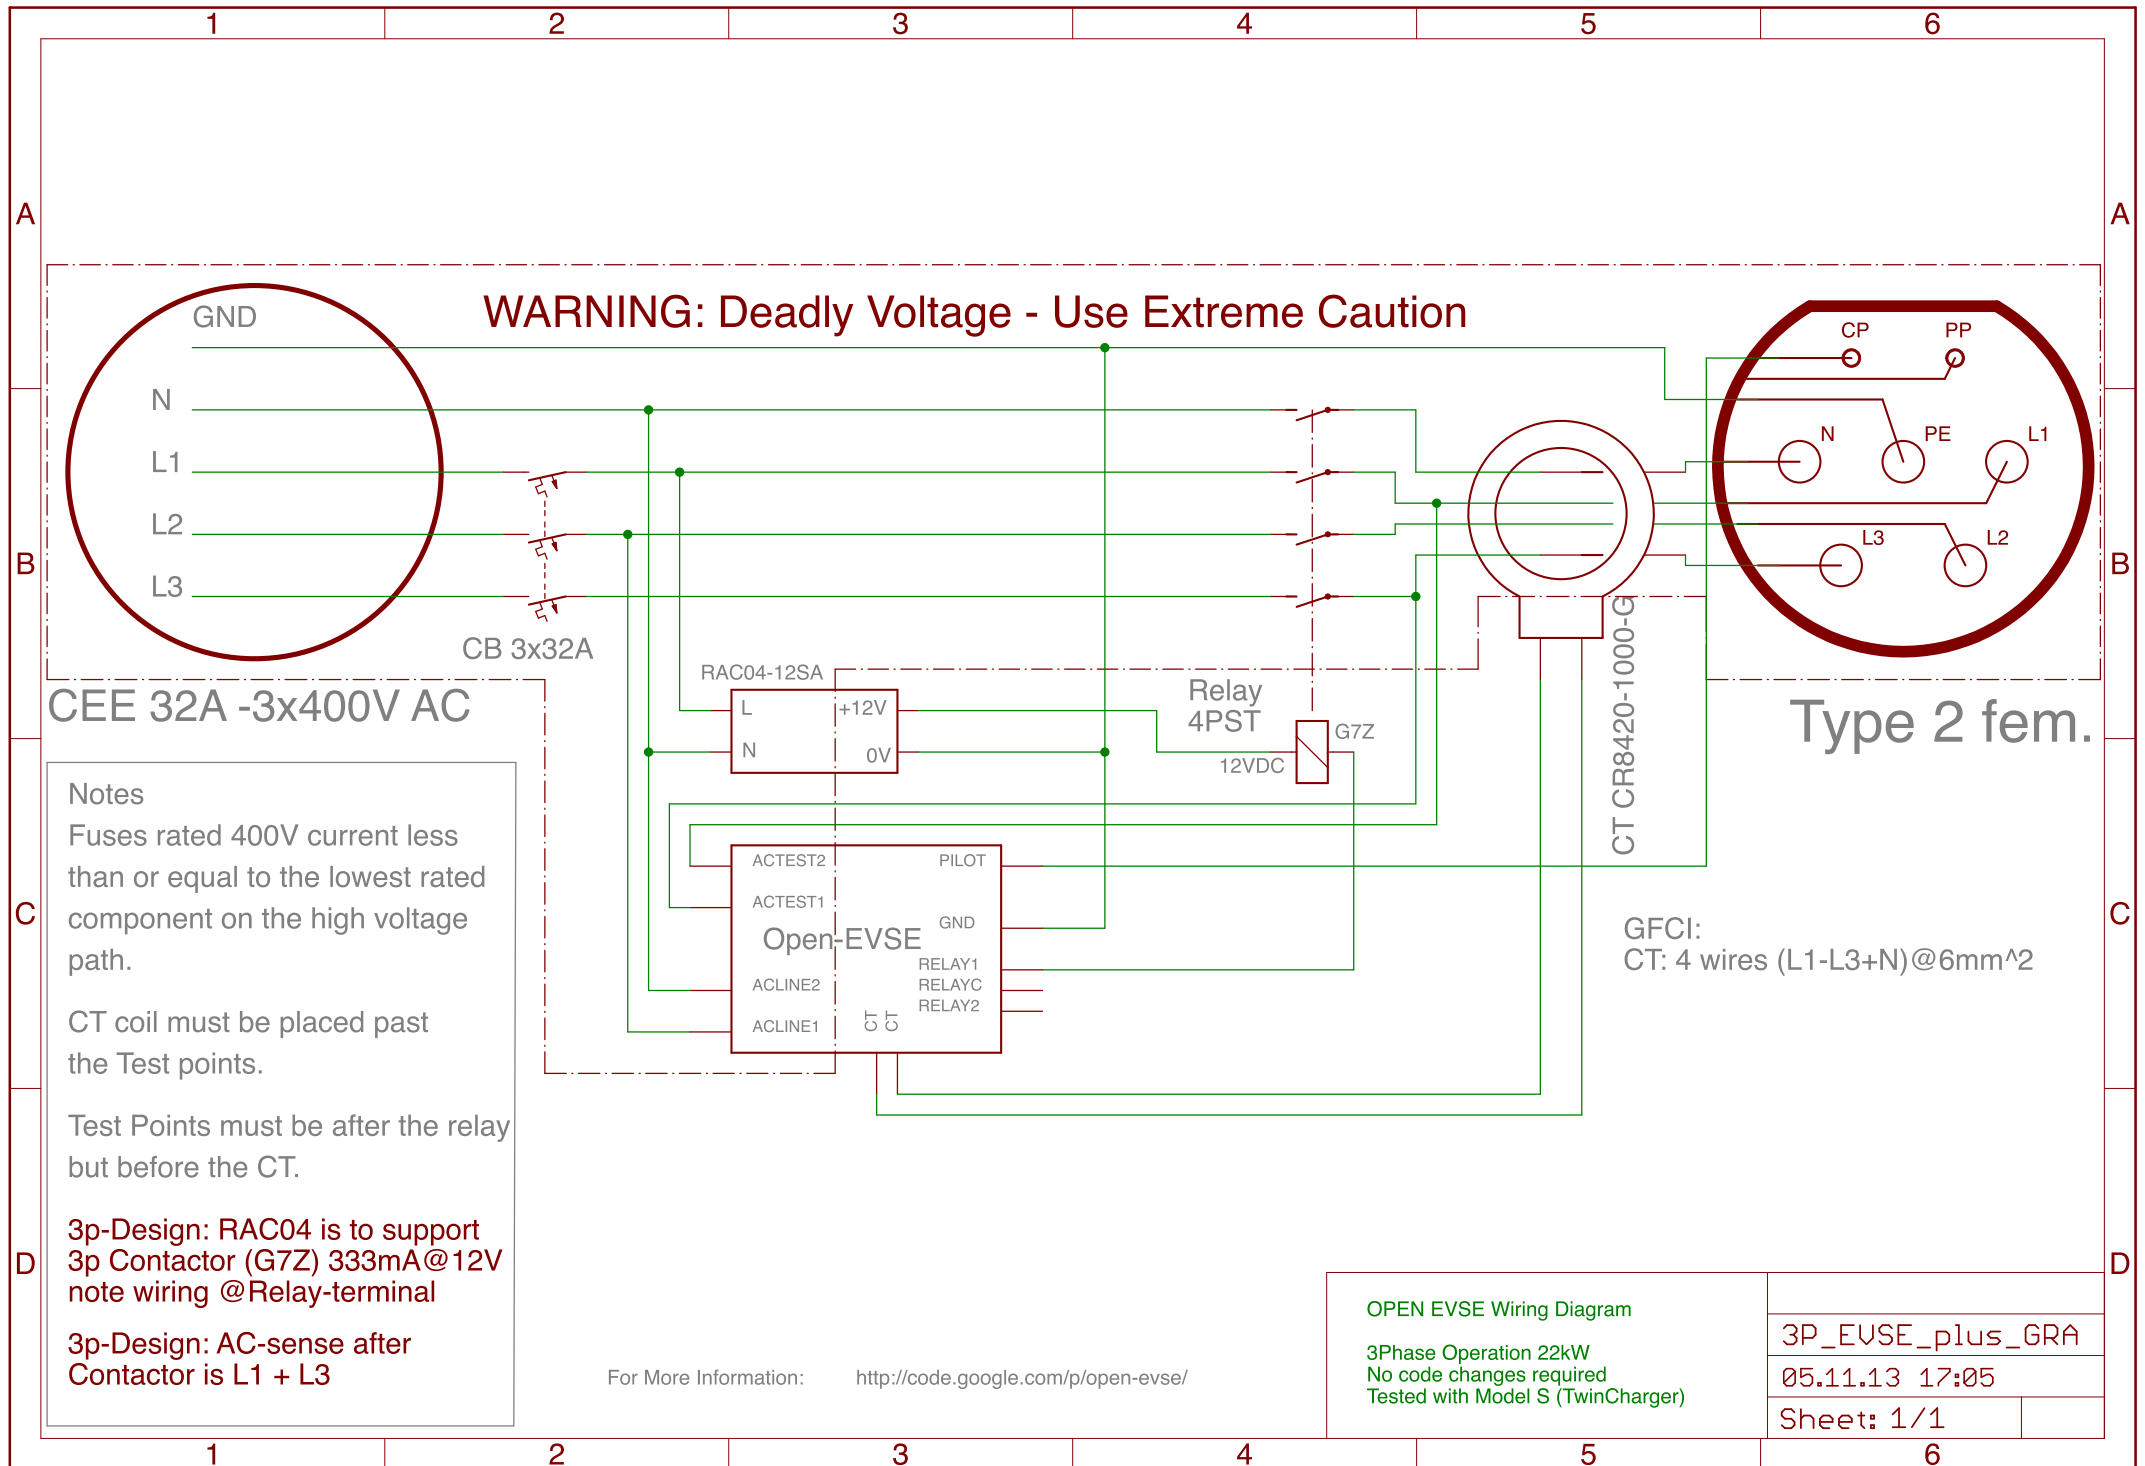 1 2 3 4 5 6
A A
WARNING: Deadly Voltage - Use Extreme Caution
GND
N
L1
L2
L3
CP PP
N PE L1
L3 L2
B B
CB 3x32A
CEE 32A -3x400V AC
RAC04-12SA
L +12V
N 0V
Relay
4PST
G7Z
12VDC
CT CR8420-1000-G
Type 2 fem.
Notes
Fuses rated 400V current less
than or equal to the lowest rated
component on the high voltage
path.
CT coil must be placed past
the Test points.
Test Points must be after the relay
but before the CT.
3p-Design: RAC04 is to support
3p Contactor (G7Z) 333mA@12V
note wiring @Relay-terminal
3p-Design: AC-sense after
Contactor is L1 + L3
ACTEST2 PILOT
ACTEST1
GND
Open-EVSE
RELAY1
ACLINE2 RELAYC
RELAY2
ACLINE1
CT
CT
C C
GFCI:
CT: 4 wires (L1-L3+N)@6mm^2
D D
For More Information: http://code.google.com/p/open-evse/
OPEN EVSE Wiring Diagram
3Phase Operation 22kW
No code changes required
Tested with Model S (TwinCharger)
3P_EVSE_plus_GRA
05.11.13 17:05
Sheet: 1/1
1 2 3 4 5 6